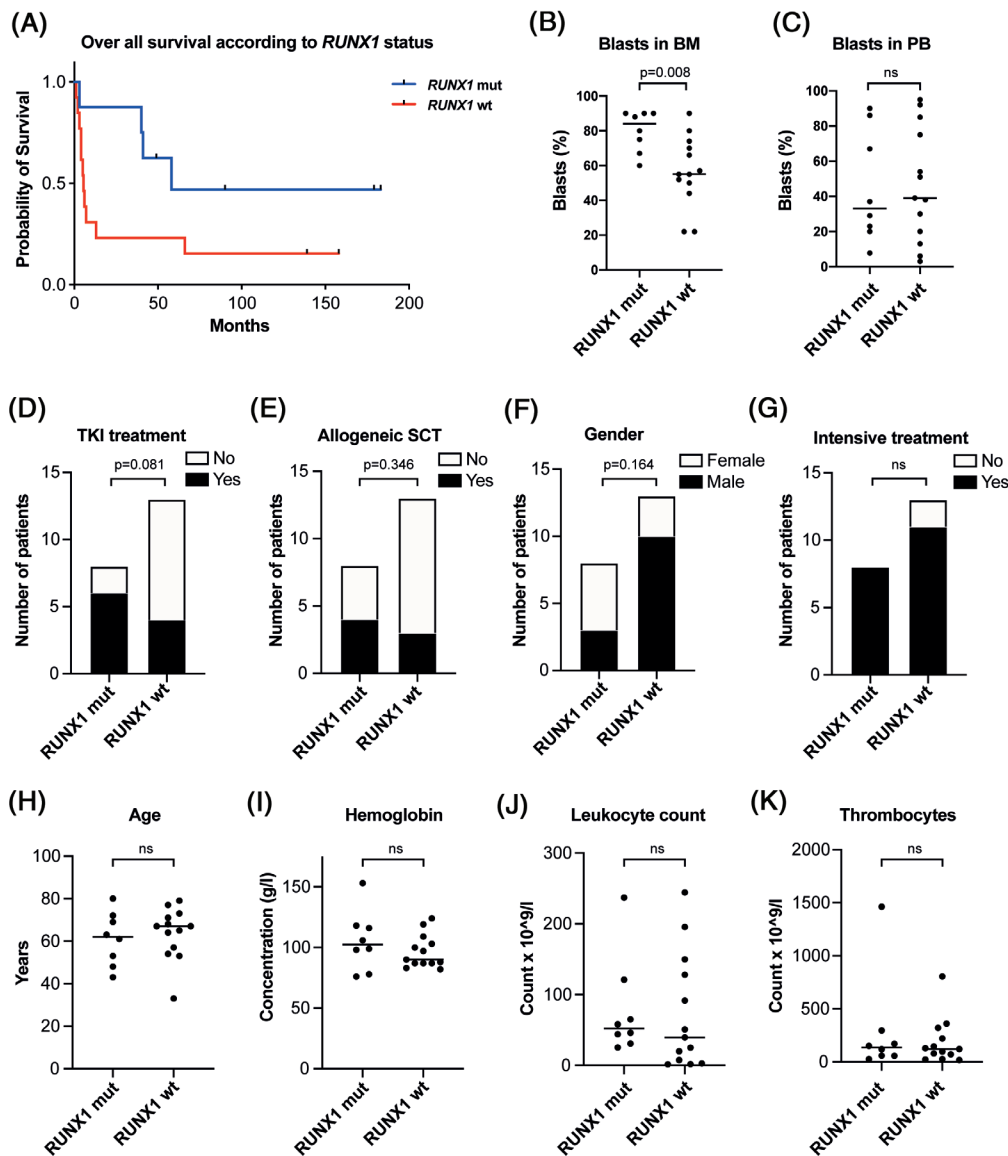 (A)
Over all survival according to RUNX1 status
1.0
0.5
0.0
Probability of Survival
0
50
100
150
200
Months
RUNX1 mut
RUNX1 wt
(B)
Blasts in BM
p=0.008
100
80
60
40
20
0
Blasts (%)
RUNX1 mut
RUNX1 wt
(C)
Blasts in PB
ns
100
80
60
40
20
0
Blasts (%)
RUNX1 mut
RUNX1 wt
(D)
TKI treatment
p=0.081
No
Yes
15
10
5
0
Number of patients
RUNX1 mut
RUNX1 wt
(E)
Allogeneic SCT
p=0.346
No
Yes
15
10
5
0
Number of patients
RUNX1 mut
RUNX1 wt
(F)
Gender
p=0.164
Female
Male
15
10
5
0
Number of patients
RUNX1 mut
RUNX1 wt
(G)
Intensive treatment
ns
No
Yes
15
10
5
0
Number of patients
RUNX1 mut
RUNX1 wt
(H)
Age
ns
100
80
60
40
20
0
Years
RUNX1 mut
RUNX1 wt
(I)
Hemoglobin
ns
150
100
50
0
Concentration (g/l)
RUNX1 mut
RUNX1 wt
(J)
Leukocyte count
ns
300
200
100
0
Count x 10^9/l
RUNX1 mut
RUNX1 wt
(K)
Thrombocytes
ns
2000
1500
1000
500
0
Count x 10^9/l
RUNX1 mut
RUNX1 wt